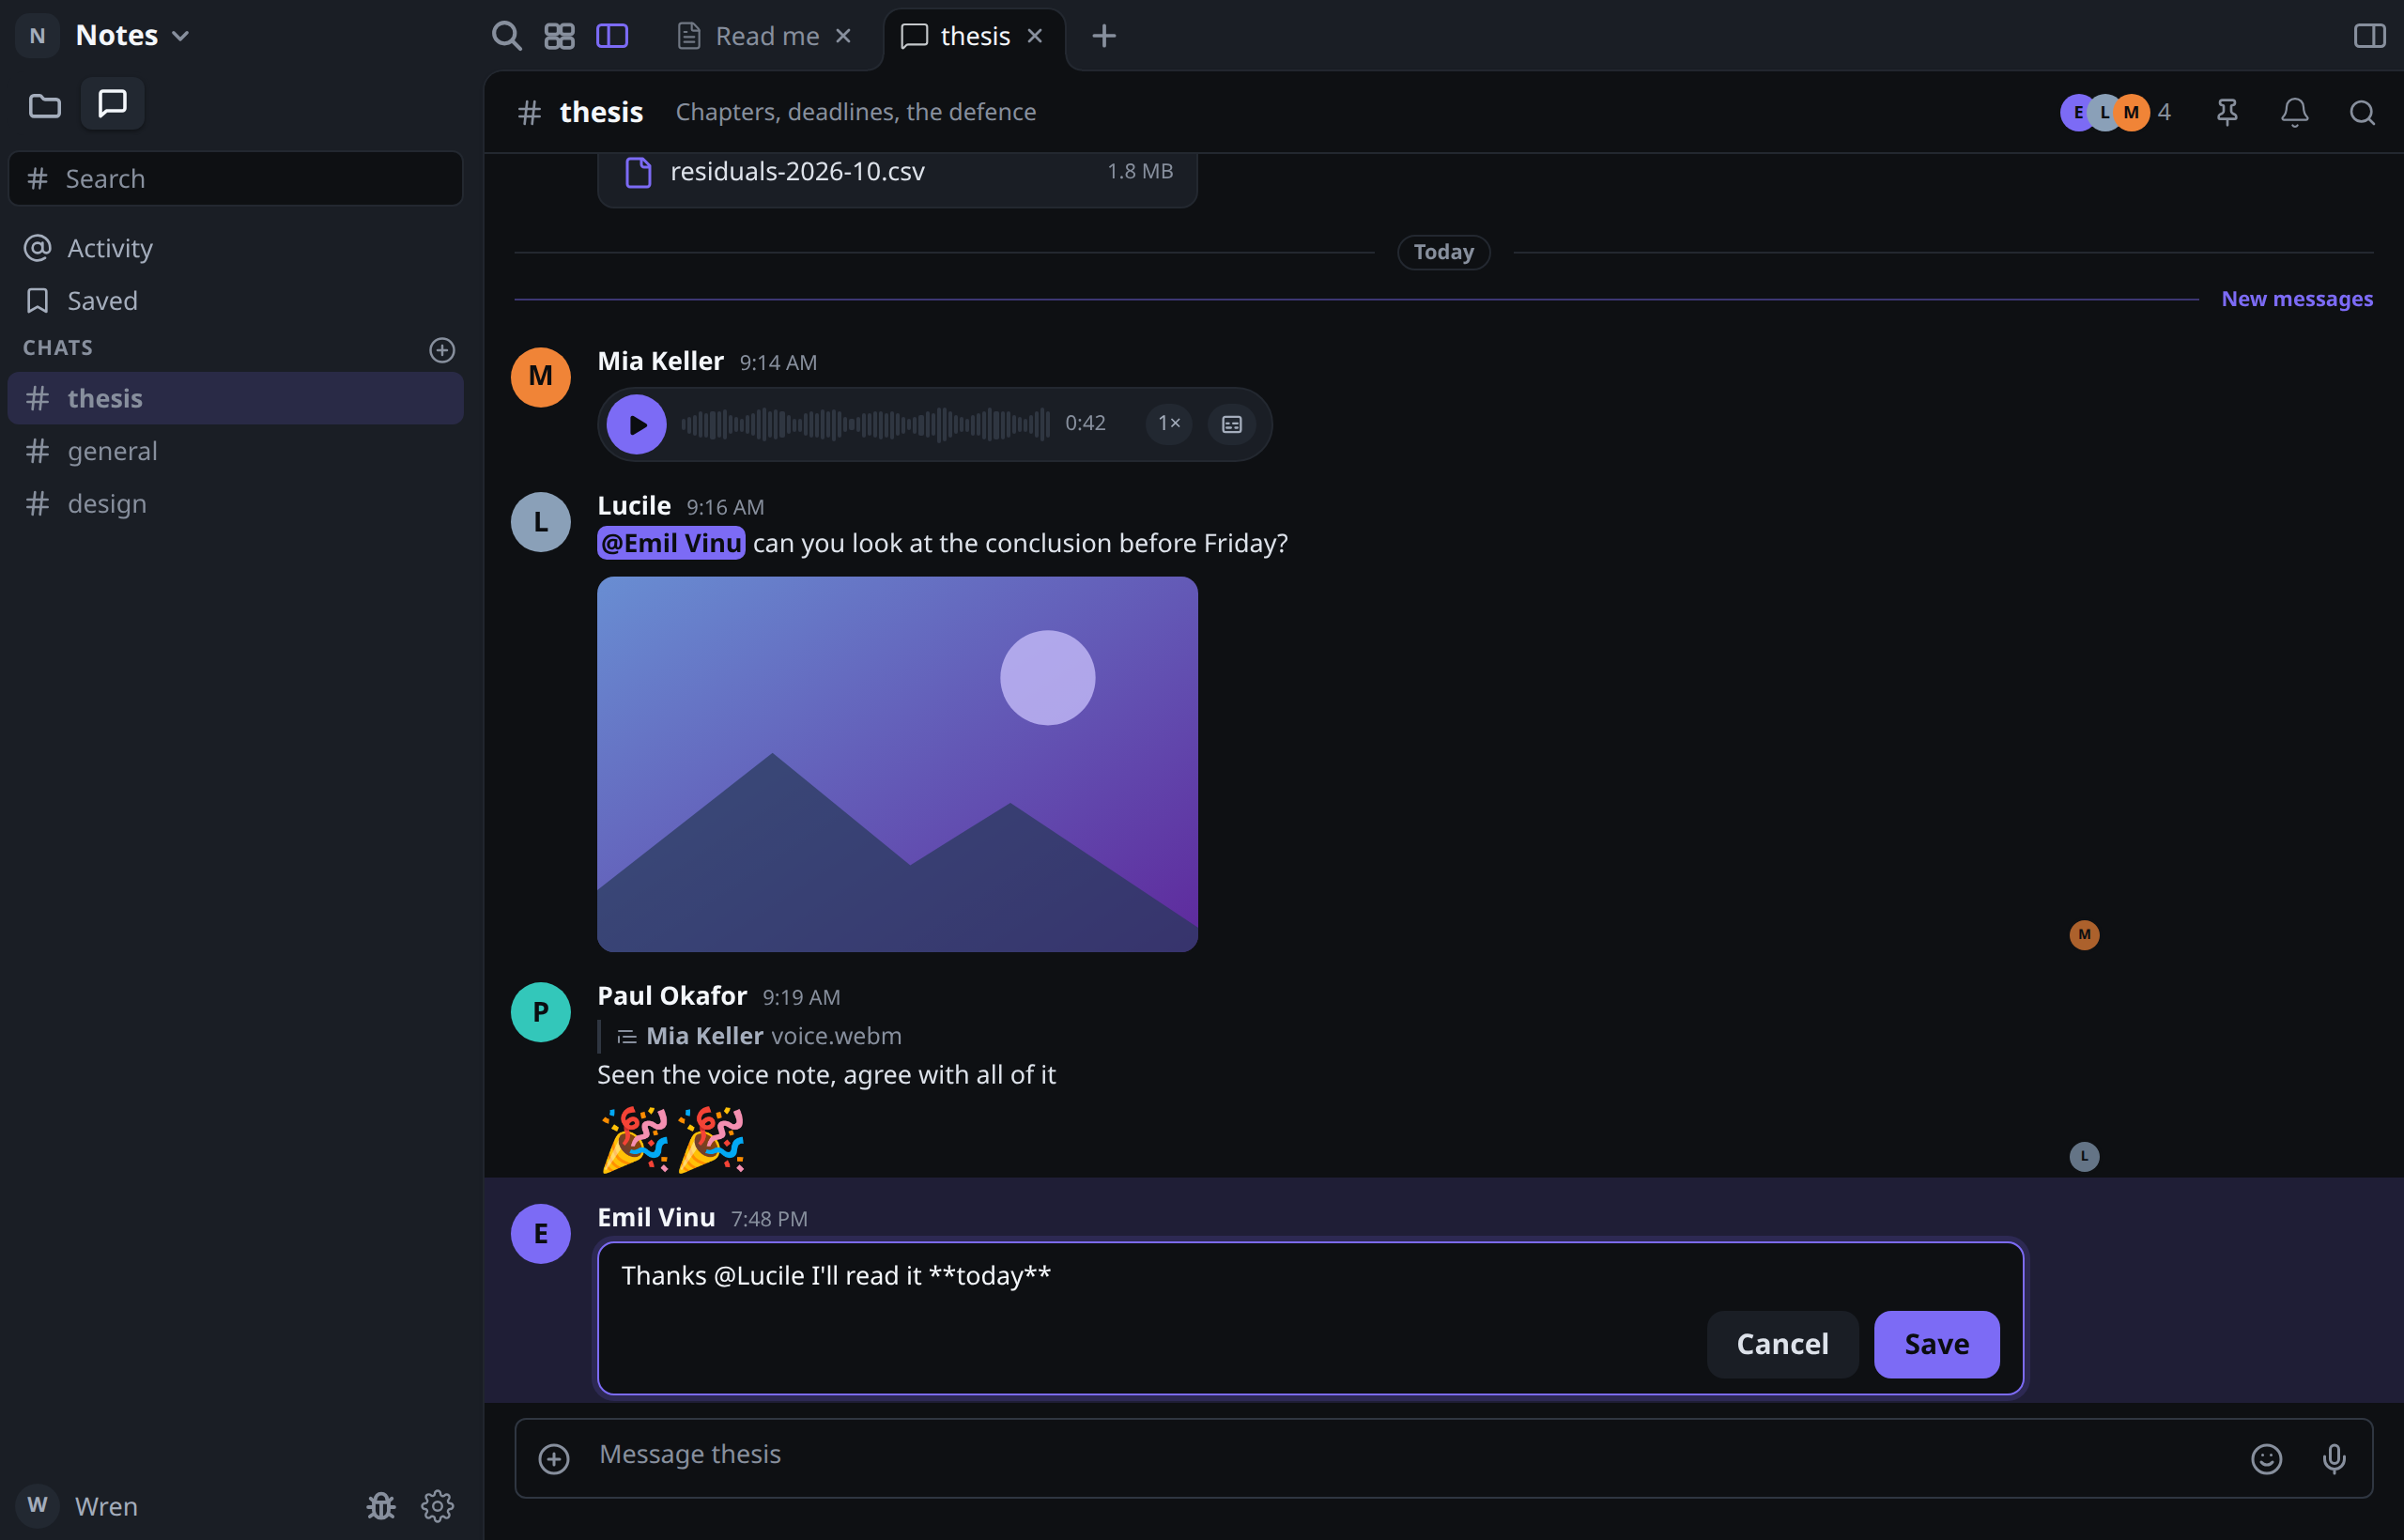 N Notes
Read me
thesis
Search
Activity
Saved
CHATS
thesis
general
design
W Wren
thesis Chapters, deadlines, the defence
E L M 4
residuals-2026-10.csv 1.8 MB
Today
New messages
M Mia Keller 9:14 AM
0:42 1×
L Lucile 9:16 AM
@Emil Vinu can you look at the conclusion before Friday?
M
P Paul Okafor 9:19 AM
Mia Keller voice.webm
Seen the voice note, agree with all of it
L
E Emil Vinu 7:48 PM
Thanks @Lucile I'll read it **today**
Cancel Save
Message thesis